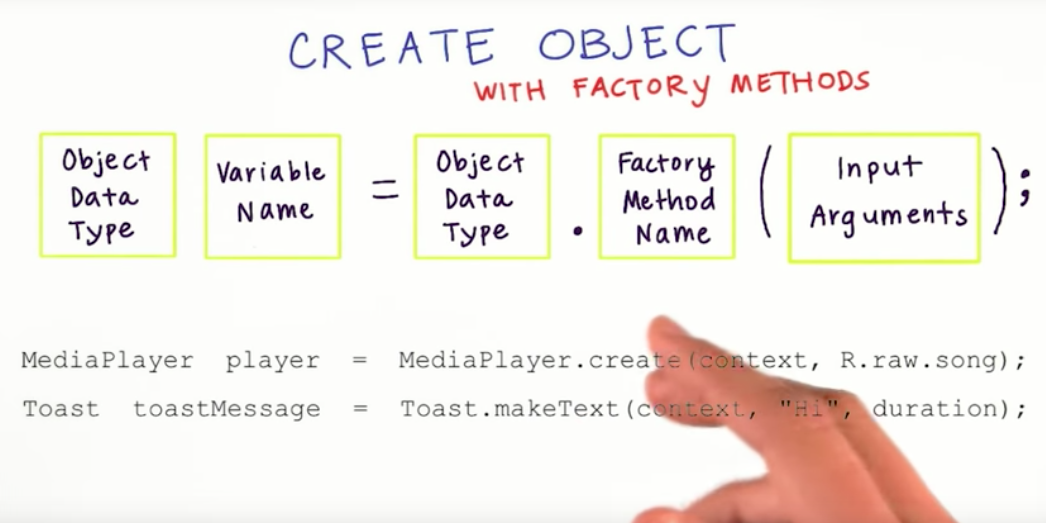 CREATE OBJECT
WITH FACTORY METHODS
Object Data Type Variable Name = Object Data Type . Factory Method Name ( Input Arguments );
MediaPlayer player = MediaPlayer.create(context, R.raw.song);
Toast toastMessage = Toast.makeText(context, "Hi", duration);